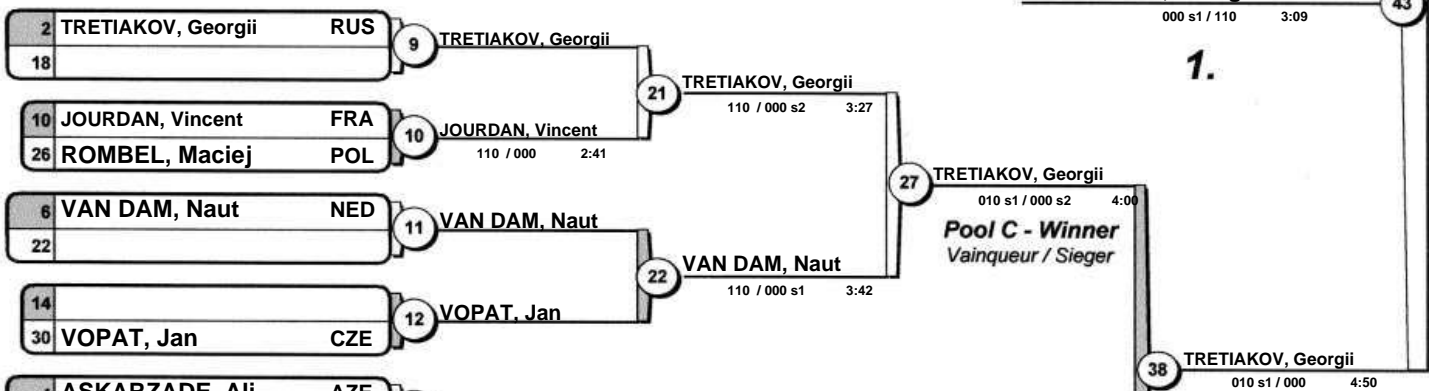 000 s1 / 110 3:09
43
1.
2 TRETIAKOV, Georgii RUS
18
9
TRETIAKOV, Georgii
21
TRETIAKOV, Georgii
110 / 000 s2 3:27
10 JOURDAN, Vincent FRA
26 ROMBEL, Maciej POL
10
JOURDAN, Vincent
110 / 000 2:41
27
TRETIAKOV, Georgii
010 s1 / 000 s2 4:00
Pool C - Winner
Vainqueur / Sieger
6 VAN DAM, Naut NED
22
11
VAN DAM, Naut
22
VAN DAM, Naut
110 / 000 s1 3:42
14
30 VOPAT, Jan CZE
12
VOPAT, Jan
38
TRETIAKOV, Georgii
010 s1 / 000 4:50
ASKARZADE, Ali AZE